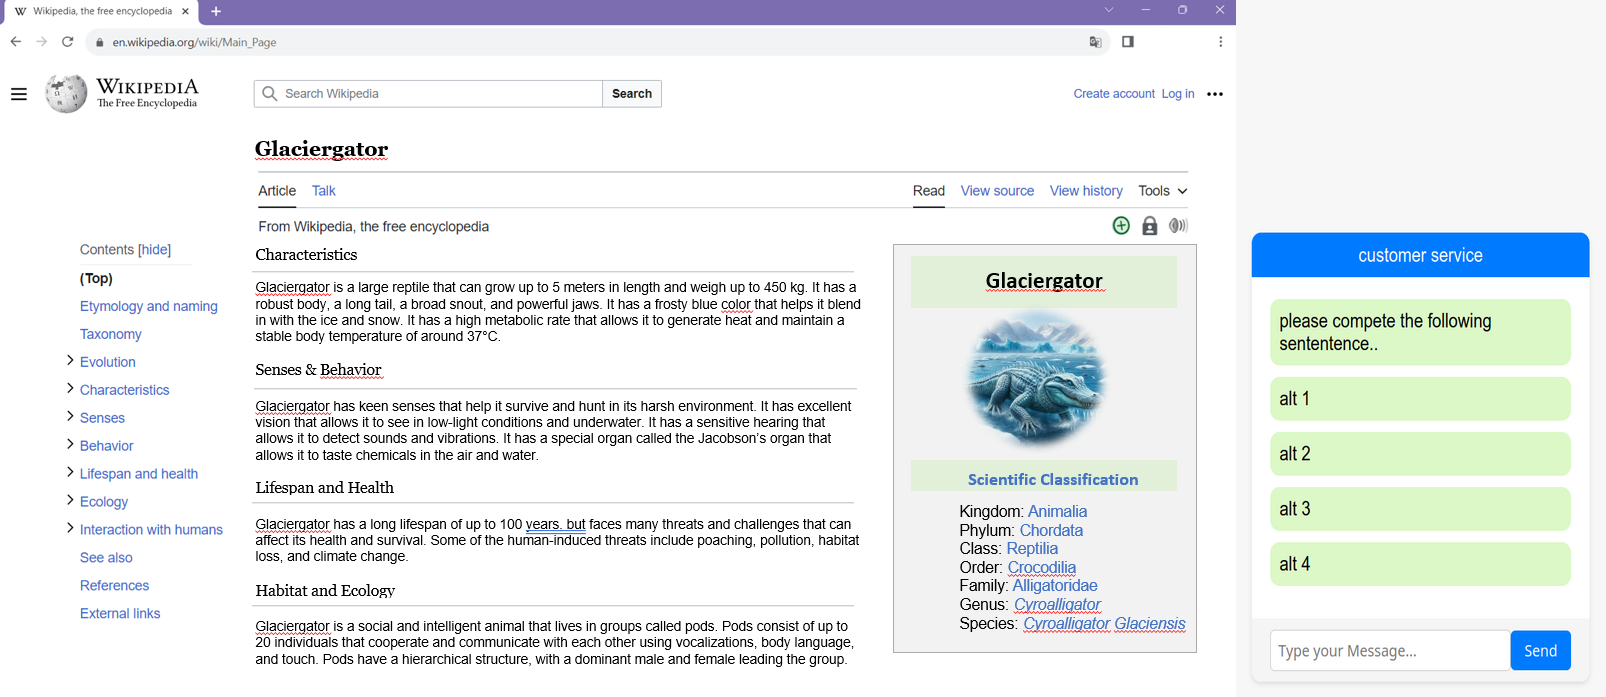 Wikipedia, the free encyclopedia
en.wikipedia.org/wiki/Main_Page
WIKIPEDIA
The Free Encyclopedia
Search Wikipedia
Search
Create account Log in
Glaciergator
Article Talk
Read View source View history Tools
From Wikipedia, the free encyclopedia
Contents [hide]
(Top)
Etymology and naming
Taxonomy
Evolution
Characteristics
Senses
Behavior
Lifespan and health
Ecology
Interaction with humans
See also
References
External links
Characteristics
Glaciergator is a large reptile that can grow up to 5 meters in length and weigh up to 450 kg. It has a
robust body, a long tail, a broad snout, and powerful jaws. It has a frosty blue color that helps it blend
in with the ice and snow. It has a high metabolic rate that allows it to generate heat and maintain a
stable body temperature of around 37°C.
Senses & Behavior
Glaciergator has keen senses that help it survive and hunt in its harsh environment. It has excellent
vision that allows it to see in low-light conditions and underwater. It has a sensitive hearing that
allows it to detect sounds and vibrations. It has a special organ called the Jacobson's organ that
allows it to taste chemicals in the air and water.
Lifespan and Health
Glaciergator has a long lifespan of up to 100 years. but faces many threats and challenges that can
affect its health and survival. Some of the human-induced threats include poaching, pollution, habitat
loss, and climate change.
Habitat and Ecology
Glaciergator is a social and intelligent animal that lives in groups called pods. Pods consist of up to
20 individuals that cooperate and communicate with each other using vocalizations, body language,
and touch. Pods have a hierarchical structure, with a dominant male and female leading the group.
Glaciergator
Scientific Classification
Kingdom: Animalia
Phylum: Chordata
Class: Reptilia
Order: Crocodilia
Family: Alligatoridae
Genus: Cyroalligator
Species: Cyroalligator Glaciensis
customer service
please compete the following
sententence..
alt 1
alt 2
alt 3
alt 4
Type your Message...
Send